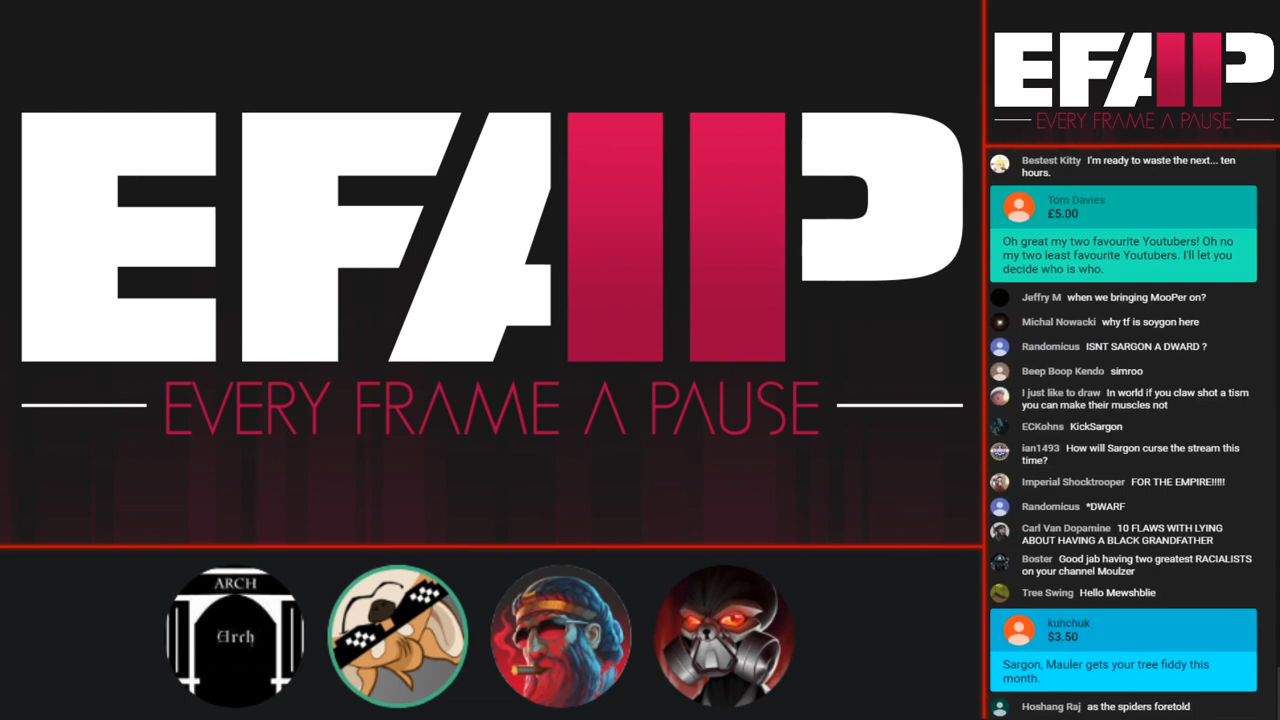 EFAP
EVERY FRAME A PAUSE
ARCH
Arch
EFAP
EVERY FRAME A PAUSE
Bestest Kitty I'm ready to waste the next... ten
hours.
Tom Davies
£5.00
Oh great my two favourite Youtubers! Oh no
my two least favourite Youtubers. I'll let you
decide who is who.
Jeffry M when we bringing MooPer on?
Michal Nowacki why tf is soygon here
Randomicus ISNT SARGON A DWARD ?
Beep Boop Kendo simroo
I just like to draw In world if you claw shot a tism
you can make their muscles not
ECKohns KickSargon
ian1493 How will Sargon curse the stream this
time?
Imperial Shocktrooper FOR THE EMPIRE!!!!!
Randomicus *DWARF
Carl Van Dopamine 10 FLAWS WITH LYING
ABOUT HAVING A BLACK GRANDFATHER
Boster Good jab having two greatest RACIALISTS
on your channel Moulzer
Tree Swing Hello Mewshblie
kuhchuk
$3.50
Sargon, Mauler gets your tree fiddy this
month.
Hoshang Raj as the spiders foretold